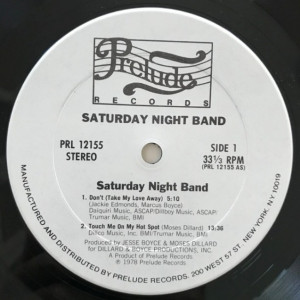 Prelude
RECORDS
SATURDAY NIGHT BAND
PRL 12155
STEREO
SIDE 1
33⅓ RPM
(PRL 12155 AS)
Saturday Night Band
1. Don't (Take My Love Away) 5:10
(Jackie Edmonds, Marcus Boyce)
Daiquiri Music, ASCAP/Dillboy Music, ASCAP/
Trumar Music, BMI
2. Touch Me On My Hot Spot (Moses Dillard) 13:36
DiNo Music, Inc. BMI/Trumar Music, BMI
Produced by JESSE BOYCE & MOSES DILLARD
for DILLARD & BOYCE PRODUCTIONS, INC.
A Product of Prelude Records
℗ 1978 Prelude Records
MANUFACTURED AND DISTRIBUTED BY PRELUDE RECORDS. 200 WEST 57 ST. - NEW YORK, NY 10019